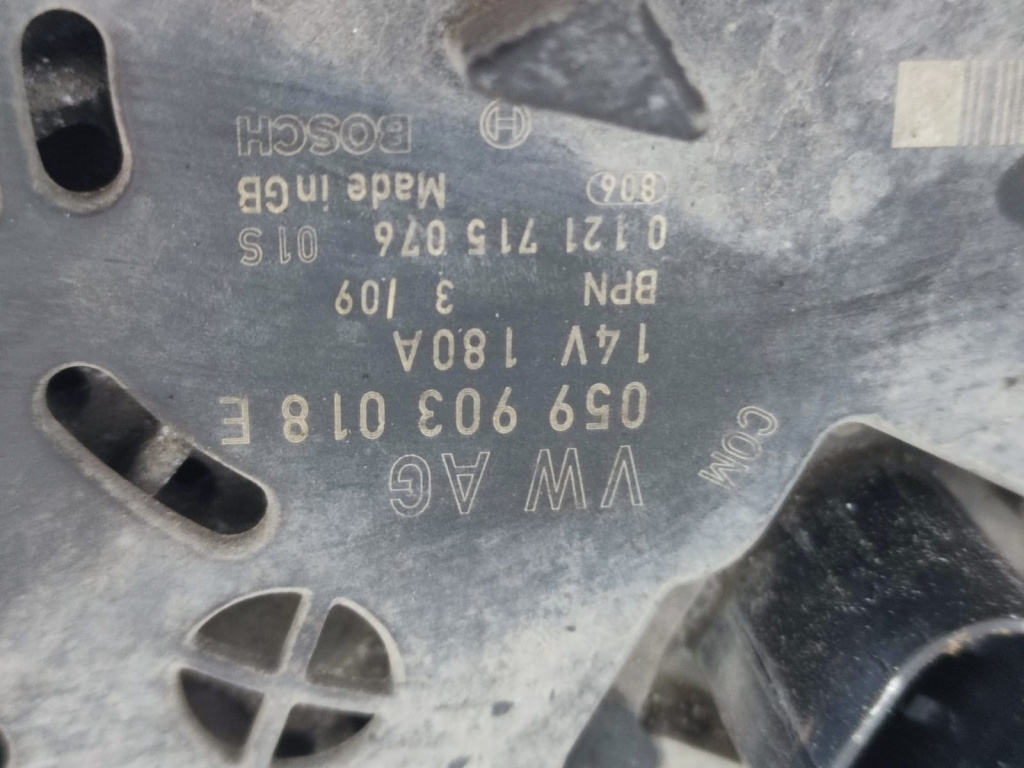 VW AG
COM
059 903 018 E
14V 180A
BPN 3 /09
0 121 715 076 01S
806 Made in GB
BOSCH